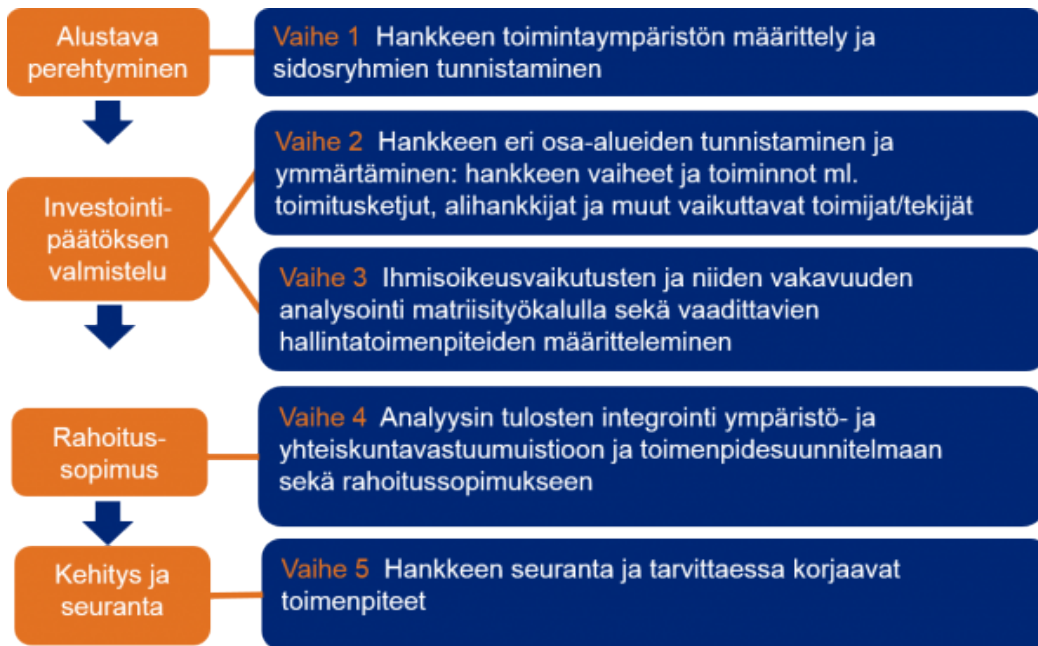 Alustava
perehtyminen
Vaihe 1 Hankkeen toimintaympäristön määrittely ja
sidosryhmien tunnistaminen
Investointi-
päätöksen
valmistelu
Vaihe 2 Hankkeen eri osa-alueiden tunnistaminen ja
ymmärtäminen: hankkeen vaiheet ja toiminnot ml.
toimitusketjut, alihankkijat ja muut vaikuttavat toimijat/tekijät
Vaihe 3 Ihmisoikeusvaikutusten ja niiden vakavuuden
analysointi matriisityökalulla sekä vaadittavien
hallintatoimenpiteiden määritteleminen
Rahoitus-
sopimus
Vaihe 4 Analyysin tulosten integrointi ympäristö- ja
yhteiskuntavastuumuistioon ja toimenpidesuunnitelmaan
sekä rahoitussopimukseen
Kehitys ja
seuranta
Vaihe 5 Hankkeen seuranta ja tarvittaessa korjaavat
toimenpiteet